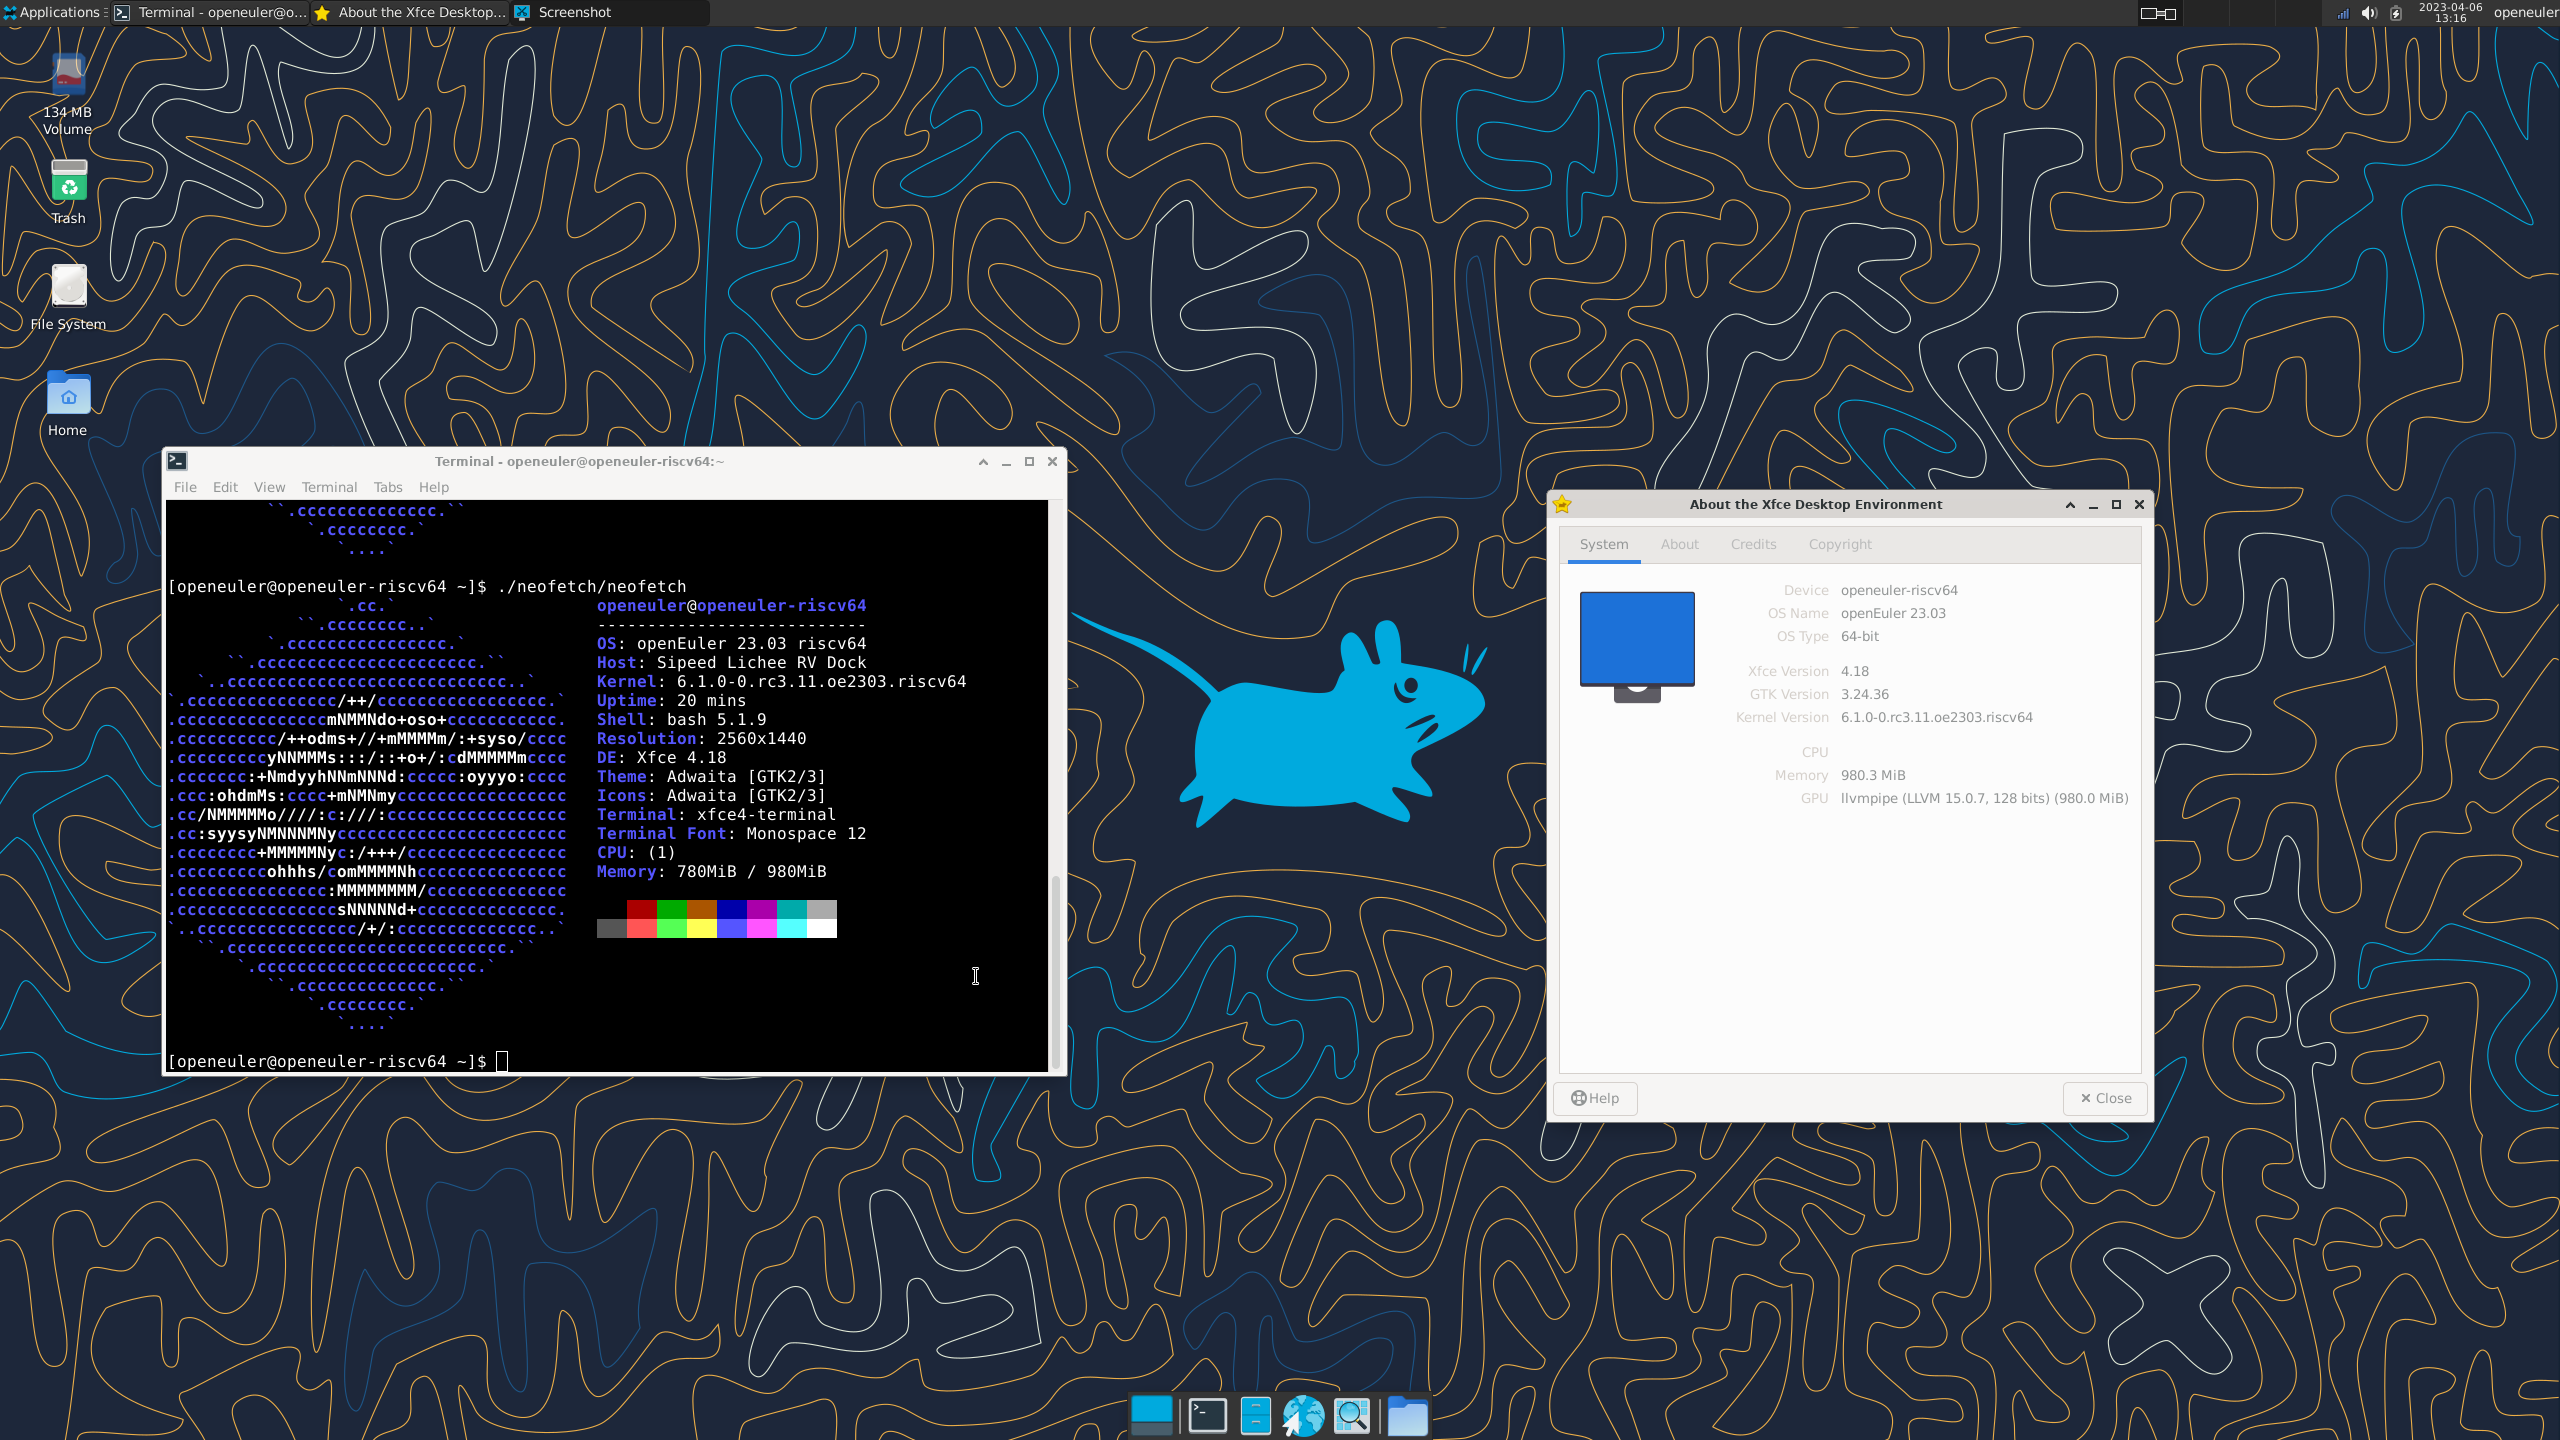 Applications
Terminal - openeuler@o...
About the Xfce Desktop...
Screenshot
2023-04-06
13:16
openeuler
134 MB
Volume
Trash
File System
Home
Terminal - openeuler@openeuler-riscv64:~
File Edit View Terminal Tabs Help
``.cccccccccccccc.``
`.cccccccc.`
`....`
[openeuler@openeuler-riscv64 ~]$ ./neofetch/neofetch
`.cc.`
``.cccccccc..`
`.cccccccccccccccc.`
``.cccccccccccccccccccccc.``
`..cccccccccccccccccccccccccccc..`
`.ccccccccccccccc/++/ccccccccccccccccc.`
.cccccccccccccccmNMMNdo+oso+ccccccccccc.
.cccccccccc/++odms+//+mMMMMm/:+syso/cccc
.cccccccccyNNMMMs:::/::+o+/:cdMMMMMmcccc
.ccccccc:+NmdyyhNNmNNNd:ccccc:oyyyo:cccc
.ccc:ohdmMs:cccc+mNMNmyccccccccccccccccc
.cc/NMMMMMo////:c:///:cccccccccccccccccc
.cc:syysyNMNNNMNyccccccccccccccccccccccc
.cccccccc+MMMMMNyc:/+++/cccccccccccccccc
.cccccccccohhhs/comMMMMNhccccccccccccccc
.ccccccccccccccc:MMMMMMMM/cccccccccccccc
.ccccccccccccccccsNNNNNd+cccccccccccccc.
`..cccccccccccccccc/+/:cccccccccccccc..`
``.cccccccccccccccccccccccccccc.``
`.cccccccccccccccccccccc.`
``.cccccccccccccc.``
`.cccccccc.`
`....`
openeuler@openeuler-riscv64
---------------------------
OS: openEuler 23.03 riscv64
Host: Sipeed Lichee RV Dock
Kernel: 6.1.0-0.rc3.11.oe2303.riscv64
Uptime: 20 mins
Shell: bash 5.1.9
Resolution: 2560x1440
DE: Xfce 4.18
Theme: Adwaita [GTK2/3]
Icons: Adwaita [GTK2/3]
Terminal: xfce4-terminal
Terminal Font: Monospace 12
CPU: (1)
Memory: 780MiB / 980MiB
[openeuler@openeuler-riscv64 ~]$
About the Xfce Desktop Environment
System About Credits Copyright
Device openeuler-riscv64
OS Name openEuler 23.03
OS Type 64-bit
Xfce Version 4.18
GTK Version 3.24.36
Kernel Version 6.1.0-0.rc3.11.oe2303.riscv64
CPU
Memory 980.3 MiB
GPU llvmpipe (LLVM 15.0.7, 128 bits) (980.0 MiB)
Help
Close